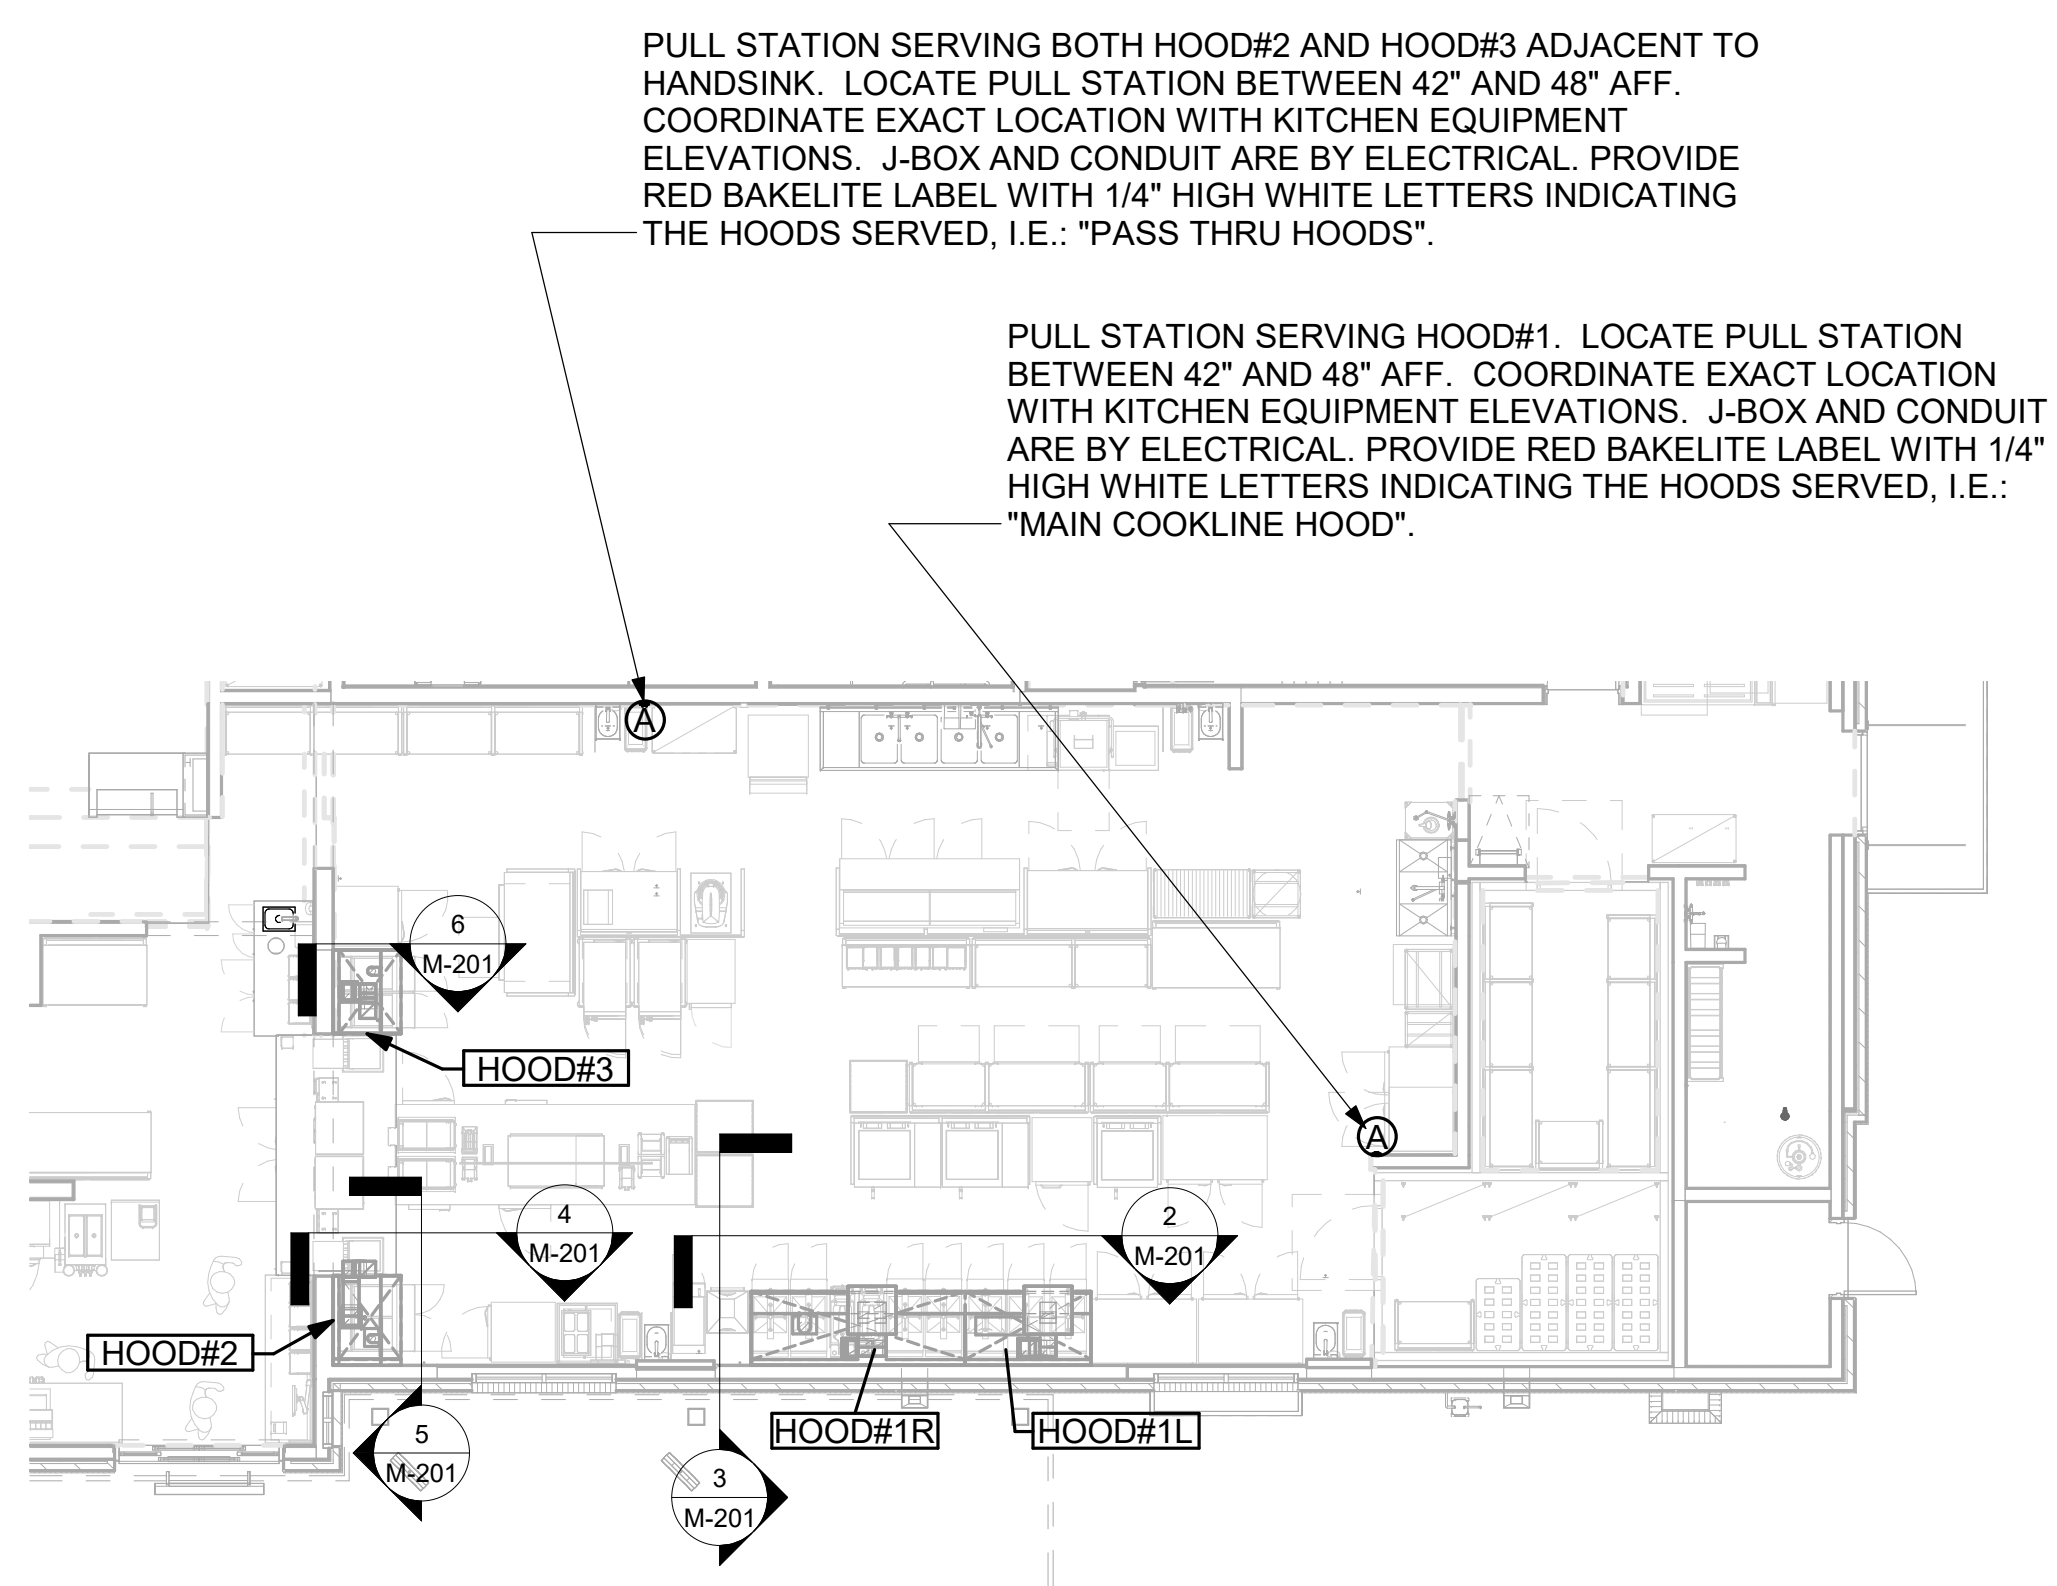 PULL STATION SERVING BOTH HOOD#2 AND HOOD#3 ADJACENT TO
HANDSINK.  LOCATE PULL STATION BETWEEN 42" AND 48" AFF.
COORDINATE EXACT LOCATION WITH KITCHEN EQUIPMENT
ELEVATIONS.  J-BOX AND CONDUIT ARE BY ELECTRICAL. PROVIDE
RED BAKELITE LABEL WITH 1/4" HIGH WHITE LETTERS INDICATING
THE HOODS SERVED, I.E.: "PASS THRU HOODS".
PULL STATION SERVING HOOD#1.  LOCATE PULL STATION
BETWEEN 42" AND 48" AFF.  COORDINATE EXACT LOCATION
WITH KITCHEN EQUIPMENT ELEVATIONS.  J-BOX AND CONDUIT
ARE BY ELECTRICAL. PROVIDE RED BAKELITE LABEL WITH 1/4"
HIGH WHITE LETTERS INDICATING THE HOODS SERVED, I.E.:
"MAIN COOKLINE HOOD".
A
6
M-201
HOOD#3
A
4
M-201
2
M-201
HOOD#2
HOOD#1R
HOOD#1L
5
M-201
3
M-201